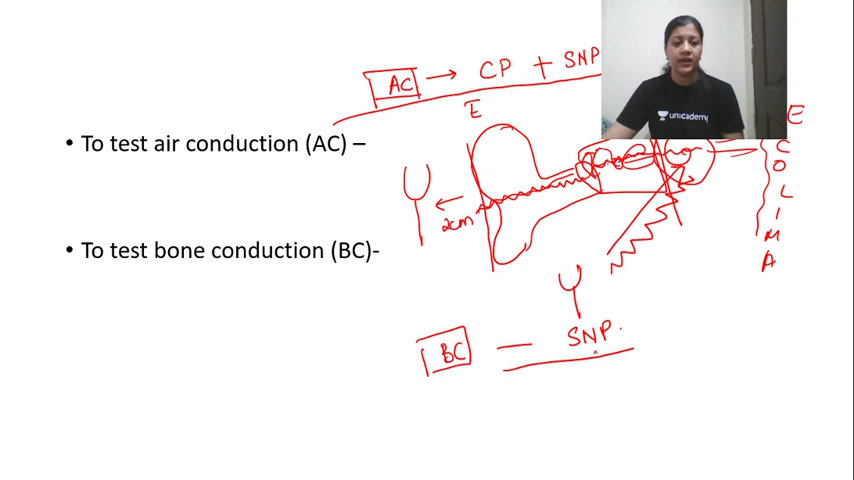 AC → CP + SNP
E
• To test air conduction (AC) –
2cm
• To test bone conduction (BC)-
BC — SNP.
unacademy
E
C
O
L
I
M
A